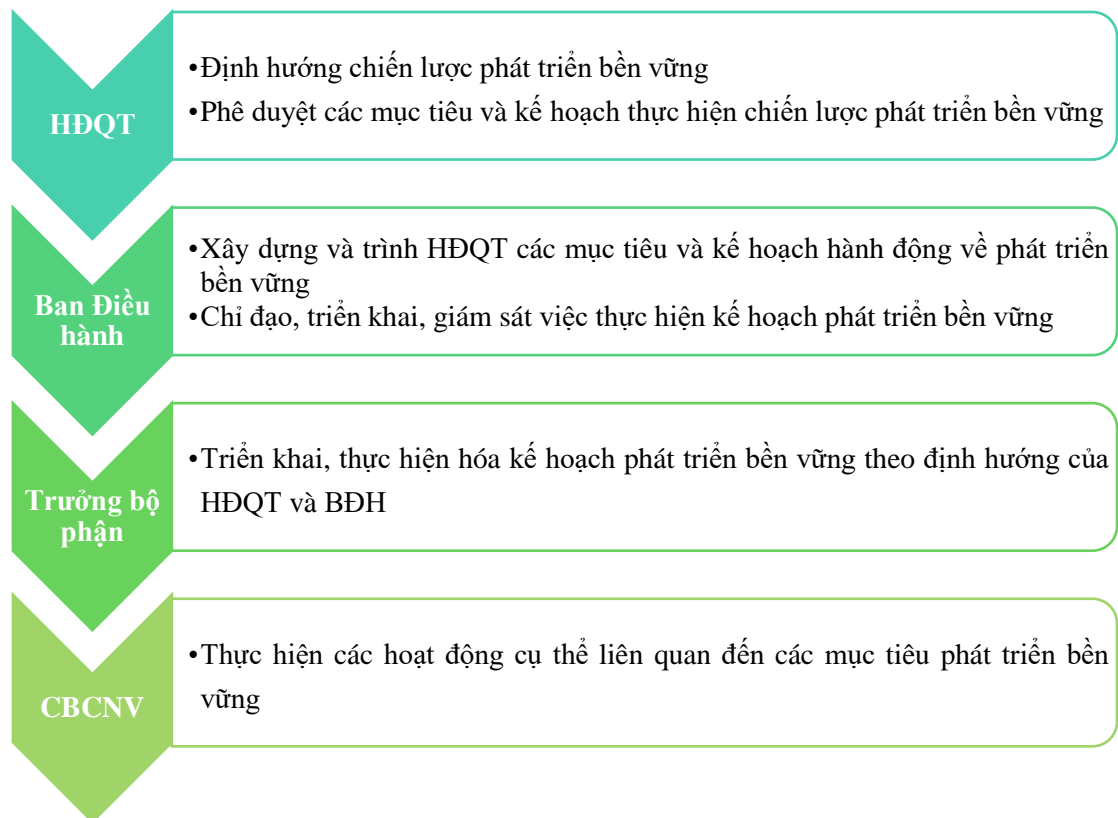 HĐQT
•Định hướng chiến lược phát triển bền vững
•Phê duyệt các mục tiêu và kế hoạch thực hiện chiến lược phát triển bền vững
Ban Điều
hành
•Xây dựng và trình HĐQT các mục tiêu và kế hoạch hành động về phát triển
bền vững
•Chỉ đạo, triển khai, giám sát việc thực hiện kế hoạch phát triển bền vững
Trưởng bộ
phận
•Triển khai, thực hiện hóa kế hoạch phát triển bền vững theo định hướng của
HĐQT và BĐH
CBCNV
•Thực hiện các hoạt động cụ thể liên quan đến các mục tiêu phát triển bền
vững